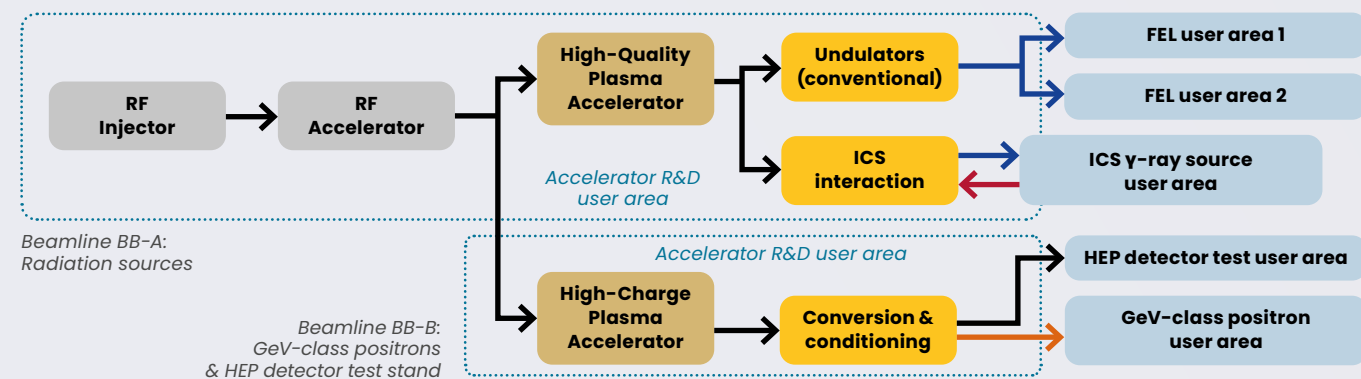 RF
Injector
RF
Accelerator
High-Quality
Plasma
Accelerator
Undulators
(conventional)
FEL user area 1
FEL user area 2
ICS
interaction
ICS γ-ray source
user area
Accelerator R&D
user area
Beamline BB-A:
Radiation sources
Accelerator R&D user area
High-Charge
Plasma
Accelerator
Conversion &
conditioning
HEP detector test user area
GeV-class positron
user area
Beamline BB-B:
GeV-class positrons
& HEP detector test stand